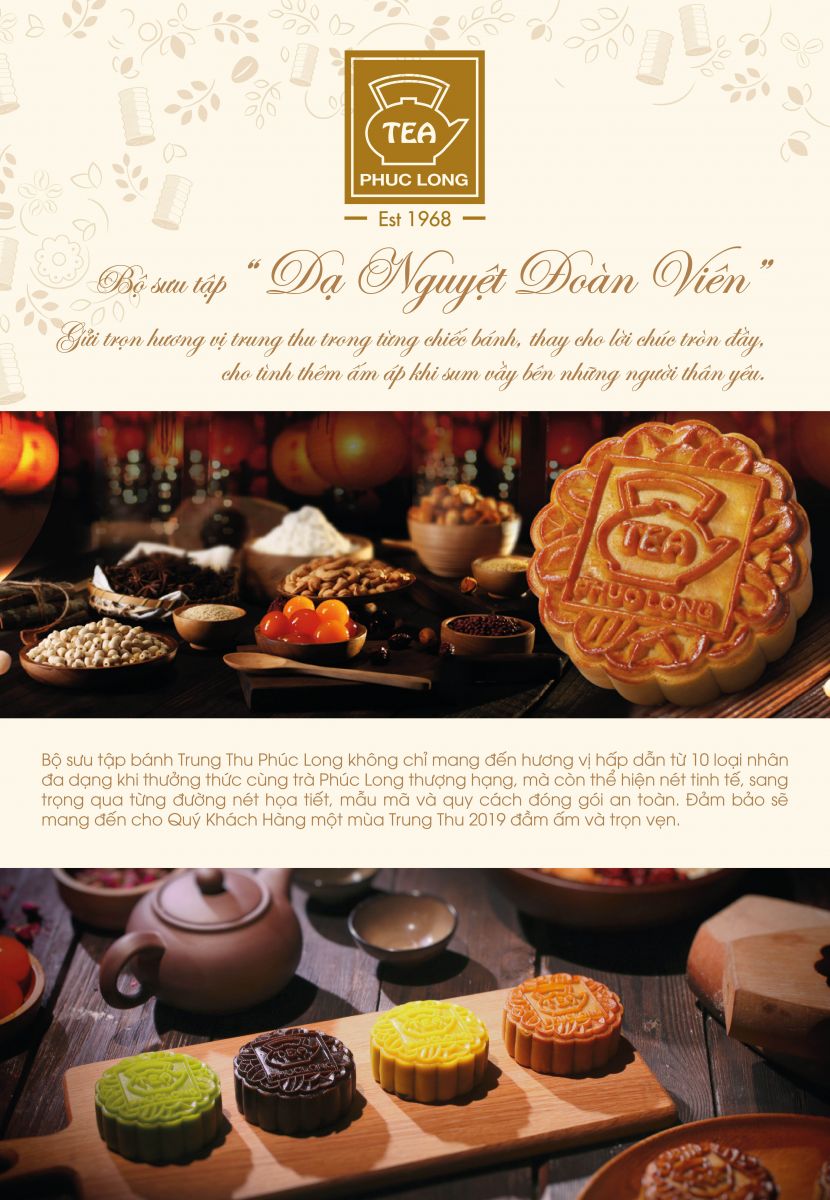 TEA
PHUC LONG
Est 1968
Bộ sưu tập “ Dạ Nguyệt Đoàn Viên ”
Gửi trọn hương vị trung thu trong từng chiếc bánh, thay cho lời chúc tròn đầy,
cho tình thêm ấm áp khi sum vầy bên những người thân yêu.
TEA
PHUC LONG
Bộ sưu tập bánh Trung Thu Phúc Long không chỉ mang đến hương vị hấp dẫn từ 10 loại nhân
đa dạng khi thưởng thức cùng trà Phúc Long thượng hạng, mà còn thể hiện nét tinh tế, sang
trọng qua từng đường nét họa tiết, mẫu mã và quy cách đóng gói an toàn. Đảm bảo sẽ
mang đến cho Quý Khách Hàng một mùa Trung Thu 2019 đầm ấm và trọn vẹn.
TEA
TEA
PHUC LONG
TEA